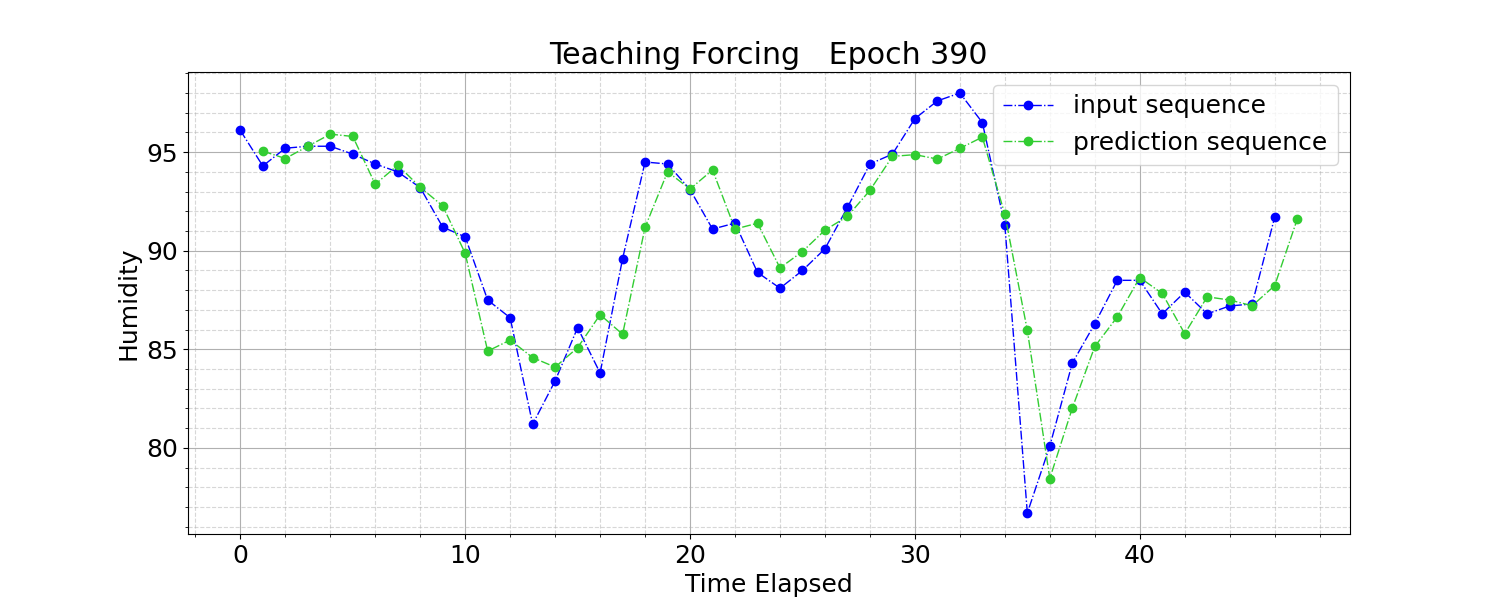 Teaching Forcing   Epoch 390
input sequence
prediction sequence
95
90
85
80
Humidity
0 10 20 30 40
Time Elapsed